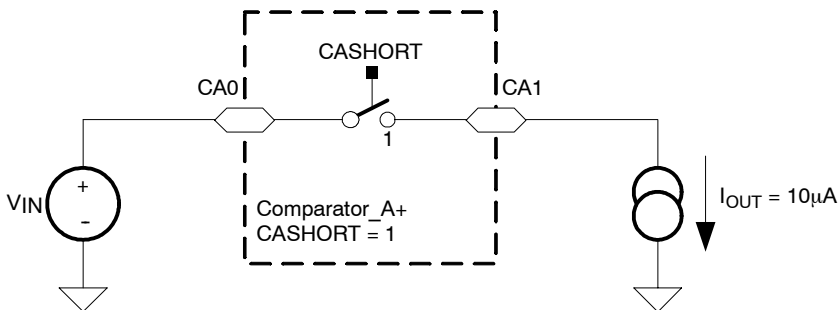 CASHORT
CA0
CA1
1
VIN
+
-
Comparator_A+
CASHORT = 1
IOUT = 10μA